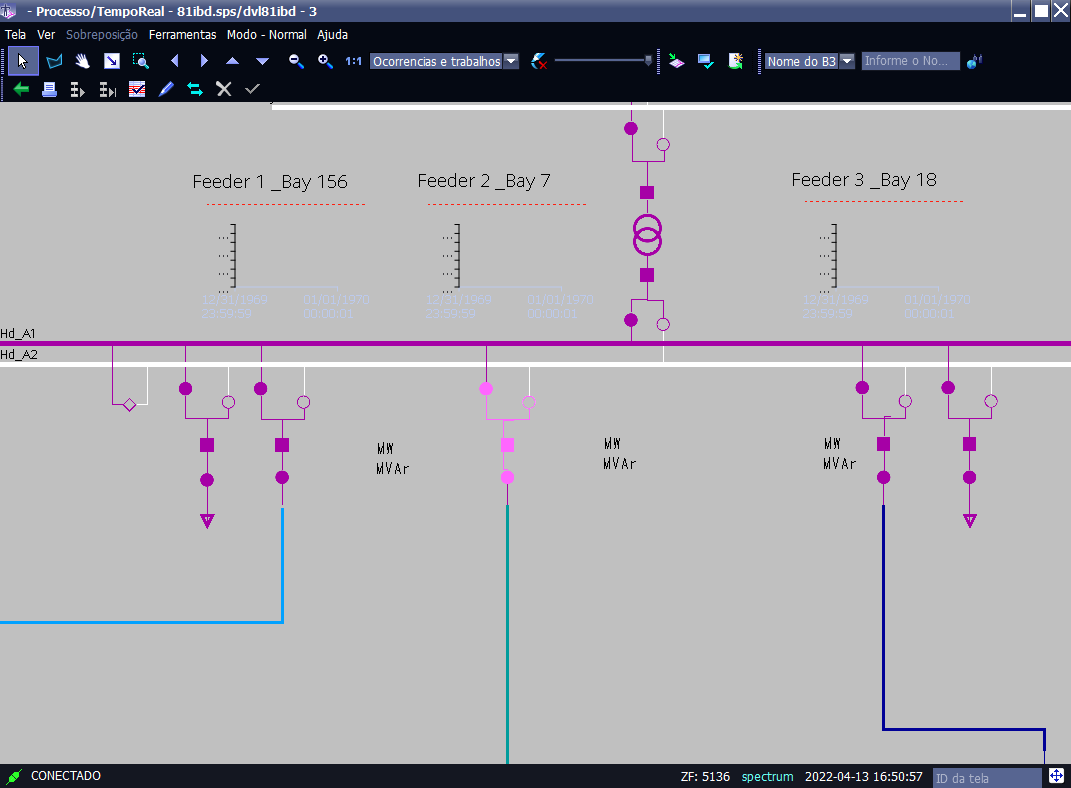 - Processo/TempoReal - 81ibd.sps/dvl81ibd - 3
Tela Ver Sobreposição Ferramentas Modo - Normal Ajuda
1:1 Ocorrencias e trabalhos Nome do B3 Informe o No...
Feeder 1 _Bay 156
Feeder 2 _Bay 7
Feeder 3 _Bay 18
...
...
...
...
12/31/1969 01/01/1970
23:59:59 00:00:01
...
...
...
...
12/31/1969 01/01/1970
23:59:59 00:00:01
...
...
...
...
12/31/1969 01/01/1970
23:59:59 00:00:01
Hd_A1
Hd_A2
MW
MVAr
MW
MVAr
MW
MVAr
CONECTADO ZF: 5136 spectrum 2022-04-13 16:50:57 ID da tela